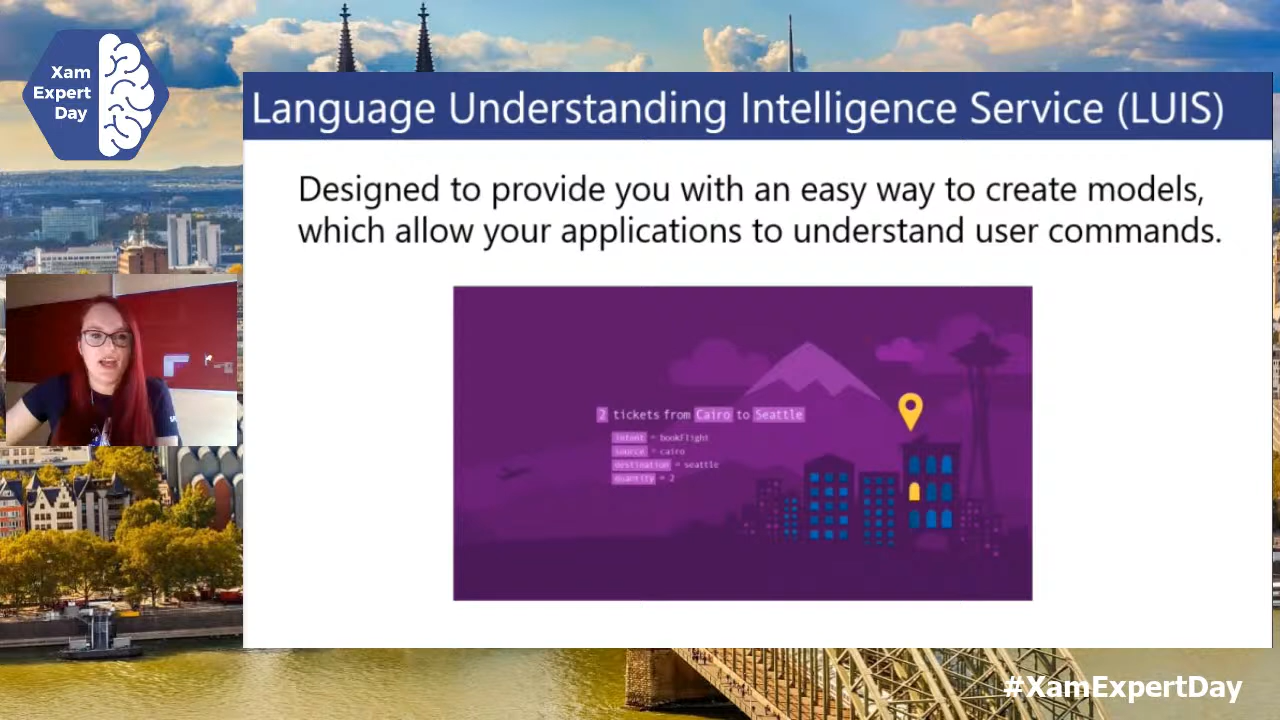 Xam
Expert
Day
Language Understanding Intelligence Service (LUIS)
Designed to provide you with an easy way to create models,
which allow your applications to understand user commands.
2 tickets from Cairo to Seattle
intent = bookflight
source = cairo
destination = seattle
quantity = 2
#XamExpertDay